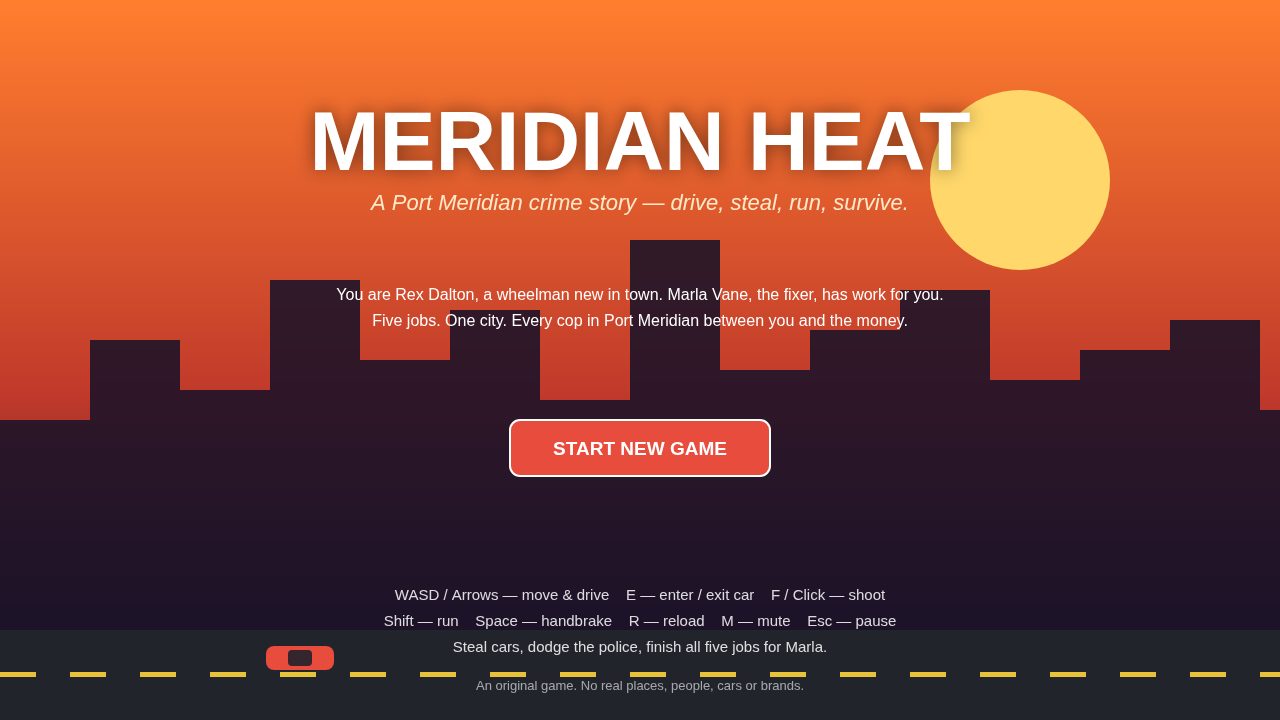 MERIDIAN HEAT
A Port Meridian crime story — drive, steal, run, survive.
You are Rex Dalton, a wheelman new in town. Marla Vane, the fixer, has work for you.
Five jobs. One city. Every cop in Port Meridian between you and the money.
START NEW GAME
WASD / Arrows — move & drive    E — enter / exit car    F / Click — shoot
Shift — run    Space — handbrake    R — reload    M — mute    Esc — pause
Steal cars, dodge the police, finish all five jobs for Marla.
An original game. No real places, people, cars or brands.